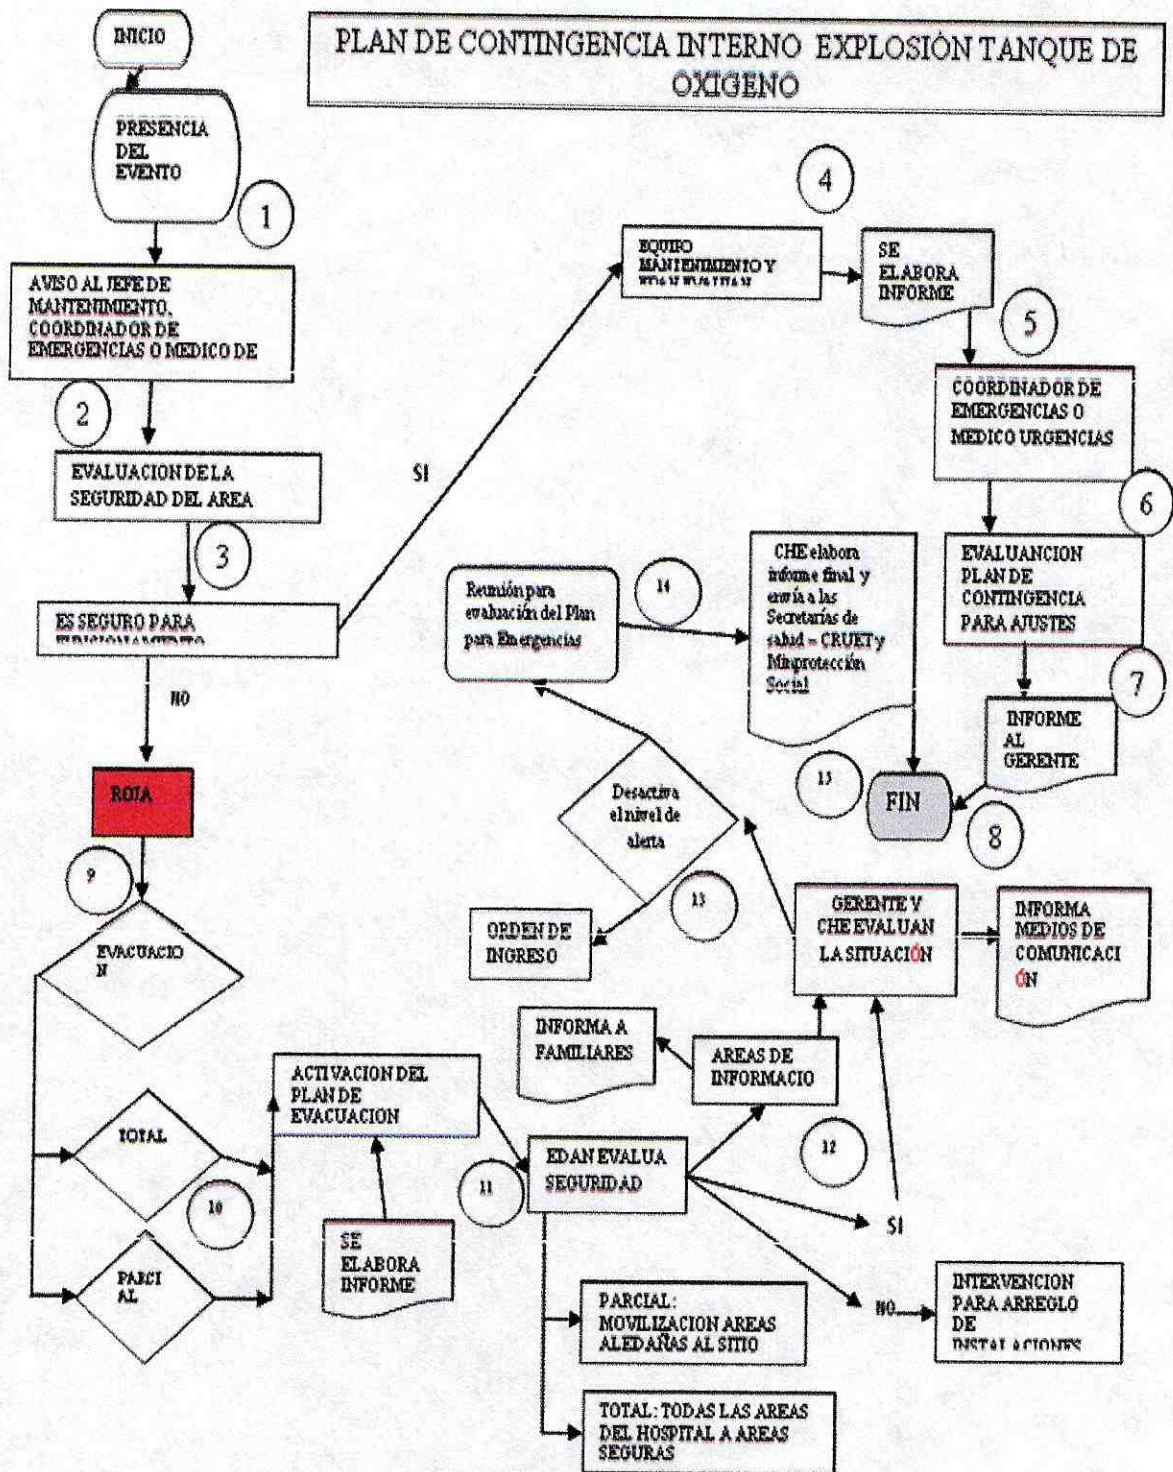 INICIO
PLAN DE CONTINGENCIA INTERNO EXPLOSIÓN TANQUE DE
OXIGENO
PRESENCIA
DEL
EVENTO
1
AVISO AL JEFE DE
MANTENIMIENTO,
COORDINADOR DE
EMERGENCIAS O MEDICO DE
2
EVALUACION DE LA
SEGURIDAD DEL AREA
3
ES SEGURO PARA
SI
NO
4
EQUIPO
MANTENIMIENTO Y
SE
ELABORA
INFORME
5
COORDINADOR DE
EMERGENCIAS O
MEDICO URGENCIAS
6
EVALUANCION
PLAN DE
CONTINGENCIA
PARA AJUSTES
7
INFORME
AL
GERENTE
8
FIN
ROJA
9
EVACUACIO
N
TOTAL
10
PARCI
AL
ACTIVACION DEL
PLAN DE
EVACUACION
SE
ELABORA
INFORME
11
EDAN EVALUA
SEGURIDAD
PARCIAL:
MOVILIZACION AREAS
ALEDAÑAS AL SITIO
TOTAL: TODAS LAS AREAS
DEL HOSPITAL A AREAS
SEGURAS
12
AREAS DE
INFORMACIO
INFORMA A
FAMILIARES
SI
NO
INTERVENCION
PARA ARREGLO
DE
INSTALACIONES
GERENTE Y
CHE EVALUAN
LA SITUACIÓN
INFORMA
MEDIOS DE
COMUNICACI
ÓN
13
Desactiva
el nivel de
alerta
ORDEN DE
INGRESO
Reunión para
evaluación del Plan
para Emergencias
14
CHE elabora
informe final y
envía a las
Secretarías de
salud – CRUET y
Minprotección
Social
15